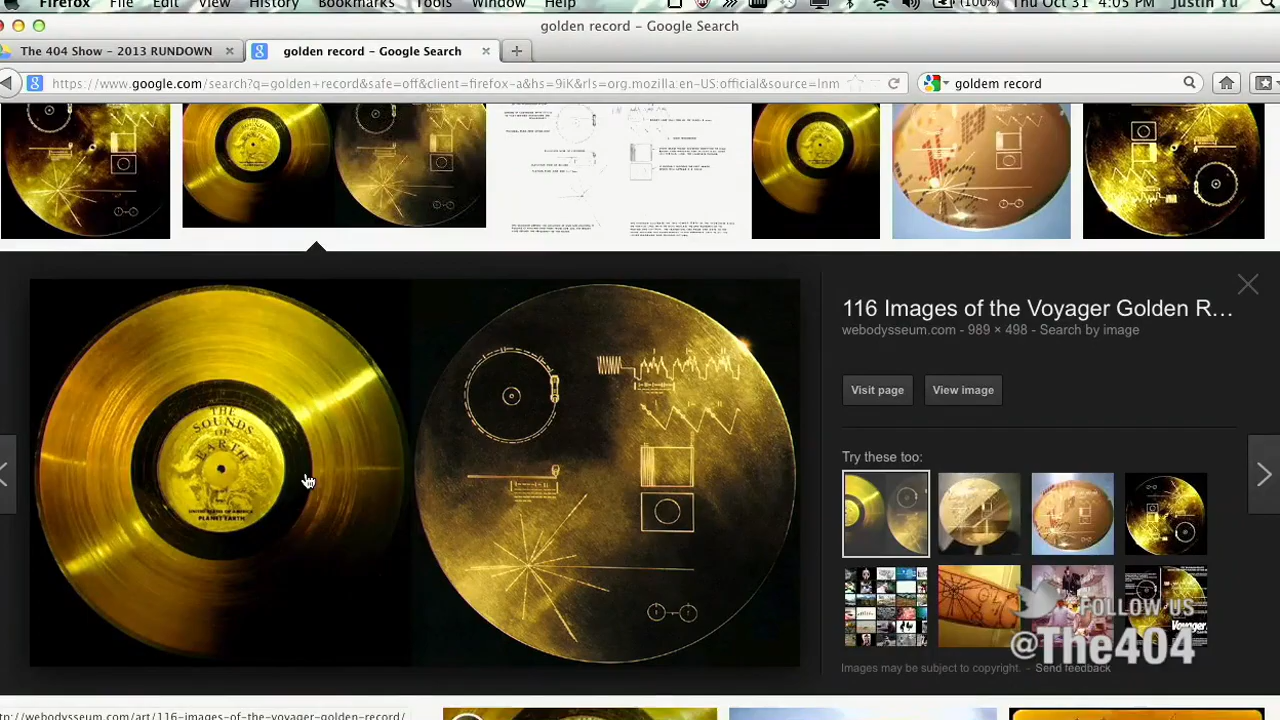 Firefox File Edit View History Bookmarks Tools Window Help (100%) Thu Oct 31 4:05 PM Justin Yu
golden record - Google Search
The 404 Show - 2013 RUNDOWN golden record - Google Search
https://www.google.com/search?q=golden+record&safe=off&client=firefox-a&hs=9iK&rls=org.mozilla:en-US:official&source=lnm goldem record
116 Images of the Voyager Golden R...
webodysseum.com - 989 × 498 - Search by image
Visit page View image
THE
SOUNDS
OF
EARTH
UNITED STATES OF AMERICA
PLANET EARTH
Try these too:
Voyager
FOLLOW US
@The404
Images may be subject to copyright. - Send feedback
tp://webodysseum.com/art/116-images-of-the-voyager-golden-record/